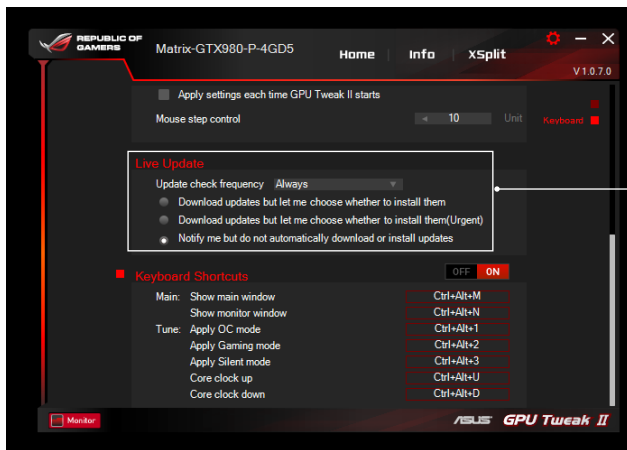 REPUBLIC OF
GAMERS
Matrix-GTX980-P-4GD5
Home
Info
XSplit
V 1.0.7.0
Apply settings each time GPU Tweak II starts
Mouse step control
10
Unit
Keyboard
Live Update
Update check frequency Always
Download updates but let me choose whether to install them
Download updates but let me choose whether to install them(Urgent)
Notify me but do not automatically download or install updates
Keyboard Shortcuts
OFF ON
Main: Show main window Ctrl+Alt+M
Show monitor window Ctrl+Alt+N
Tune: Apply OC mode Ctrl+Alt+1
Apply Gaming mode Ctrl+Alt+2
Apply Silent mode Ctrl+Alt+3
Core clock up Ctrl+Alt+U
Core clock down Ctrl+Alt+D
Monitor
ASUS GPU Tweak II